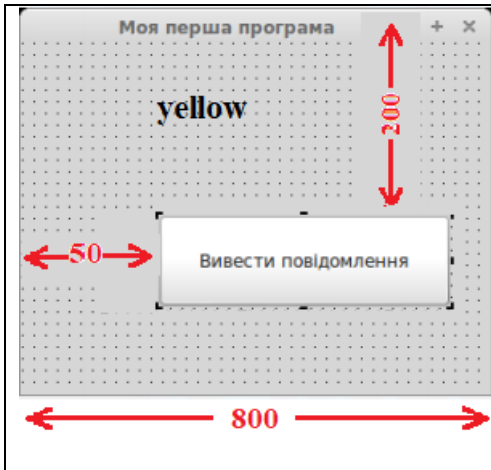 Моя перша програма + ×
200
yellow
50
Вивести повідомлення
800